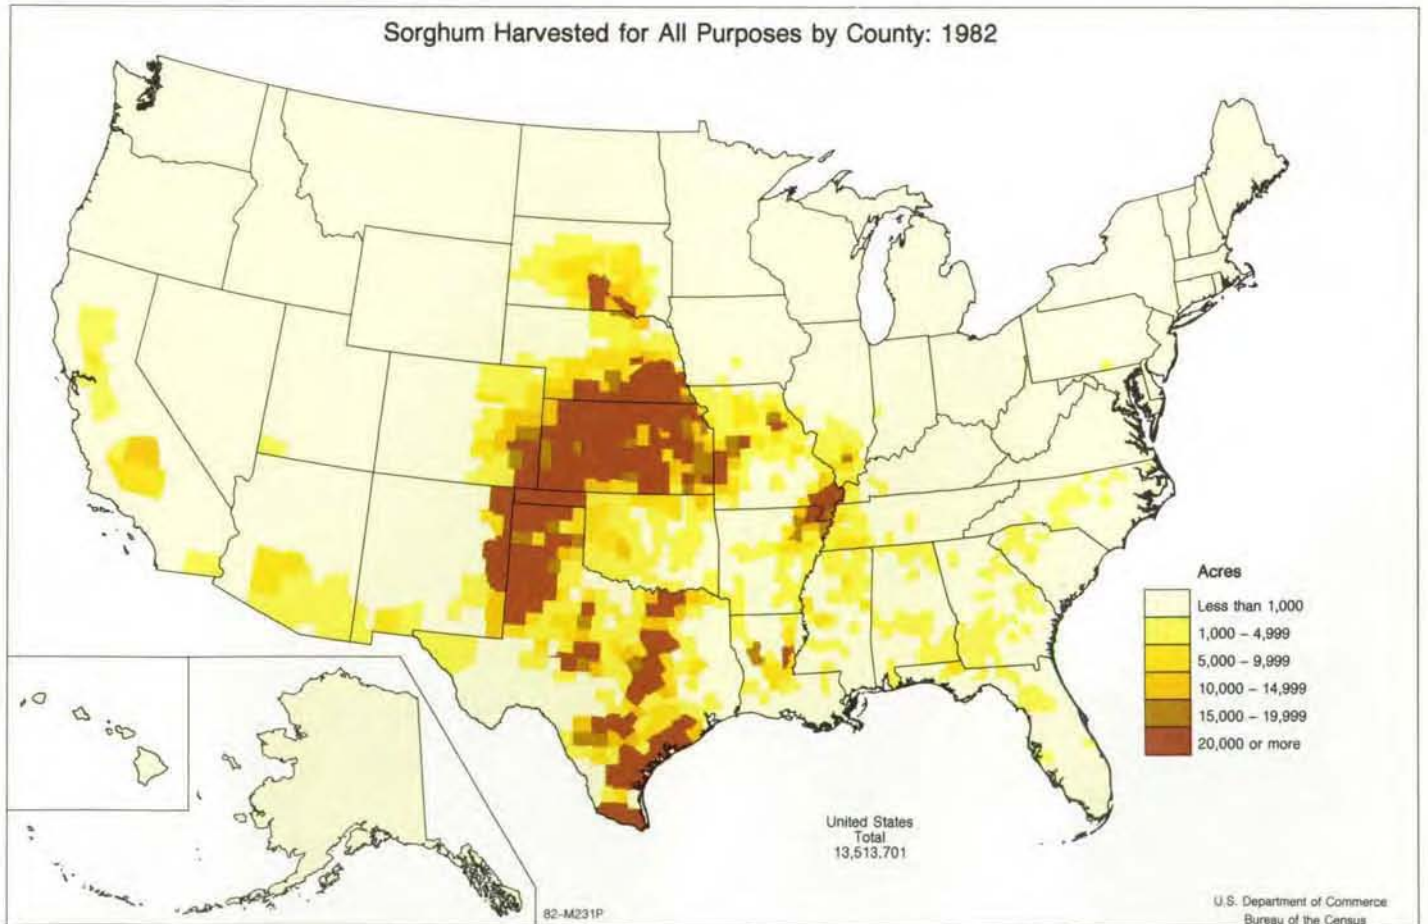 Sorghum Harvested for All Purposes by County: 1982
Acres
Less than 1,000
1,000 – 4,999
5,000 – 9,999
10,000 – 14,999
15,000 – 19,999
20,000 or more
United States
Total
13,513.701
82-M231P
U.S. Department of Commerce
Bureau of the Census